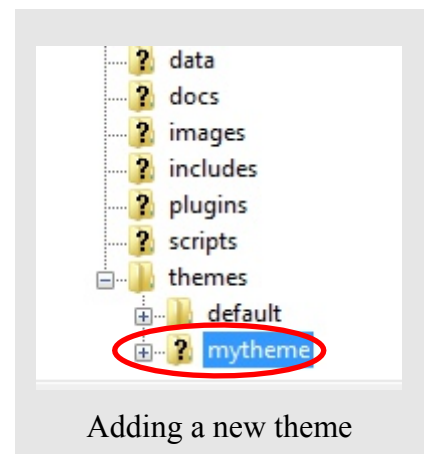 data
docs
images
includes
plugins
scripts
themes
default
mytheme
Adding a new theme